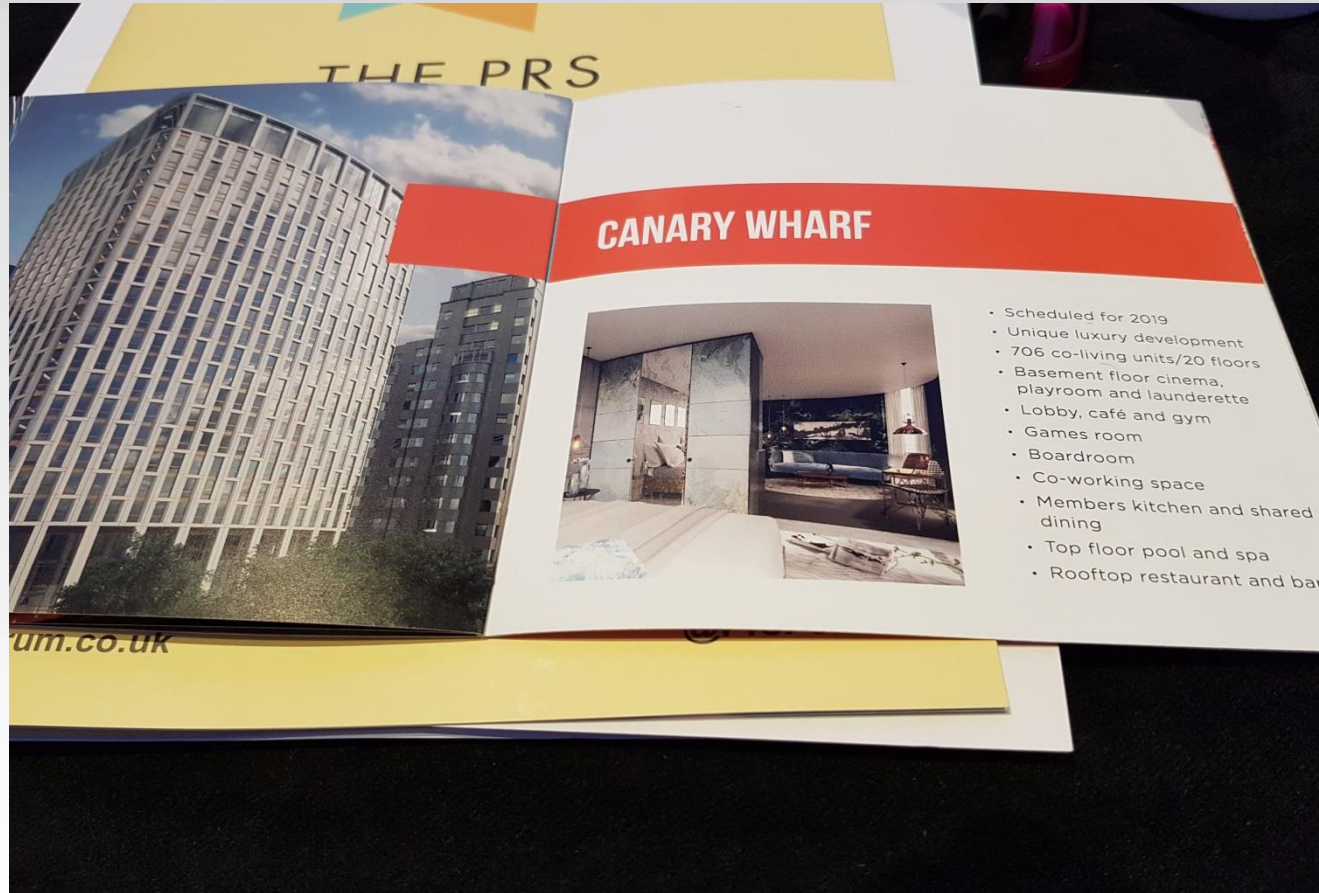 THE PRS
CANARY WHARF
• Scheduled for 2019
• Unique luxury development
• 706 co-living units/20 floors
• Basement floor cinema,
playroom and launderette
• Lobby, café and gym
• Games room
• Boardroom
• Co-working space
• Members kitchen and shared
dining
• Top floor pool and spa
• Rooftop restaurant and
um.co.uk